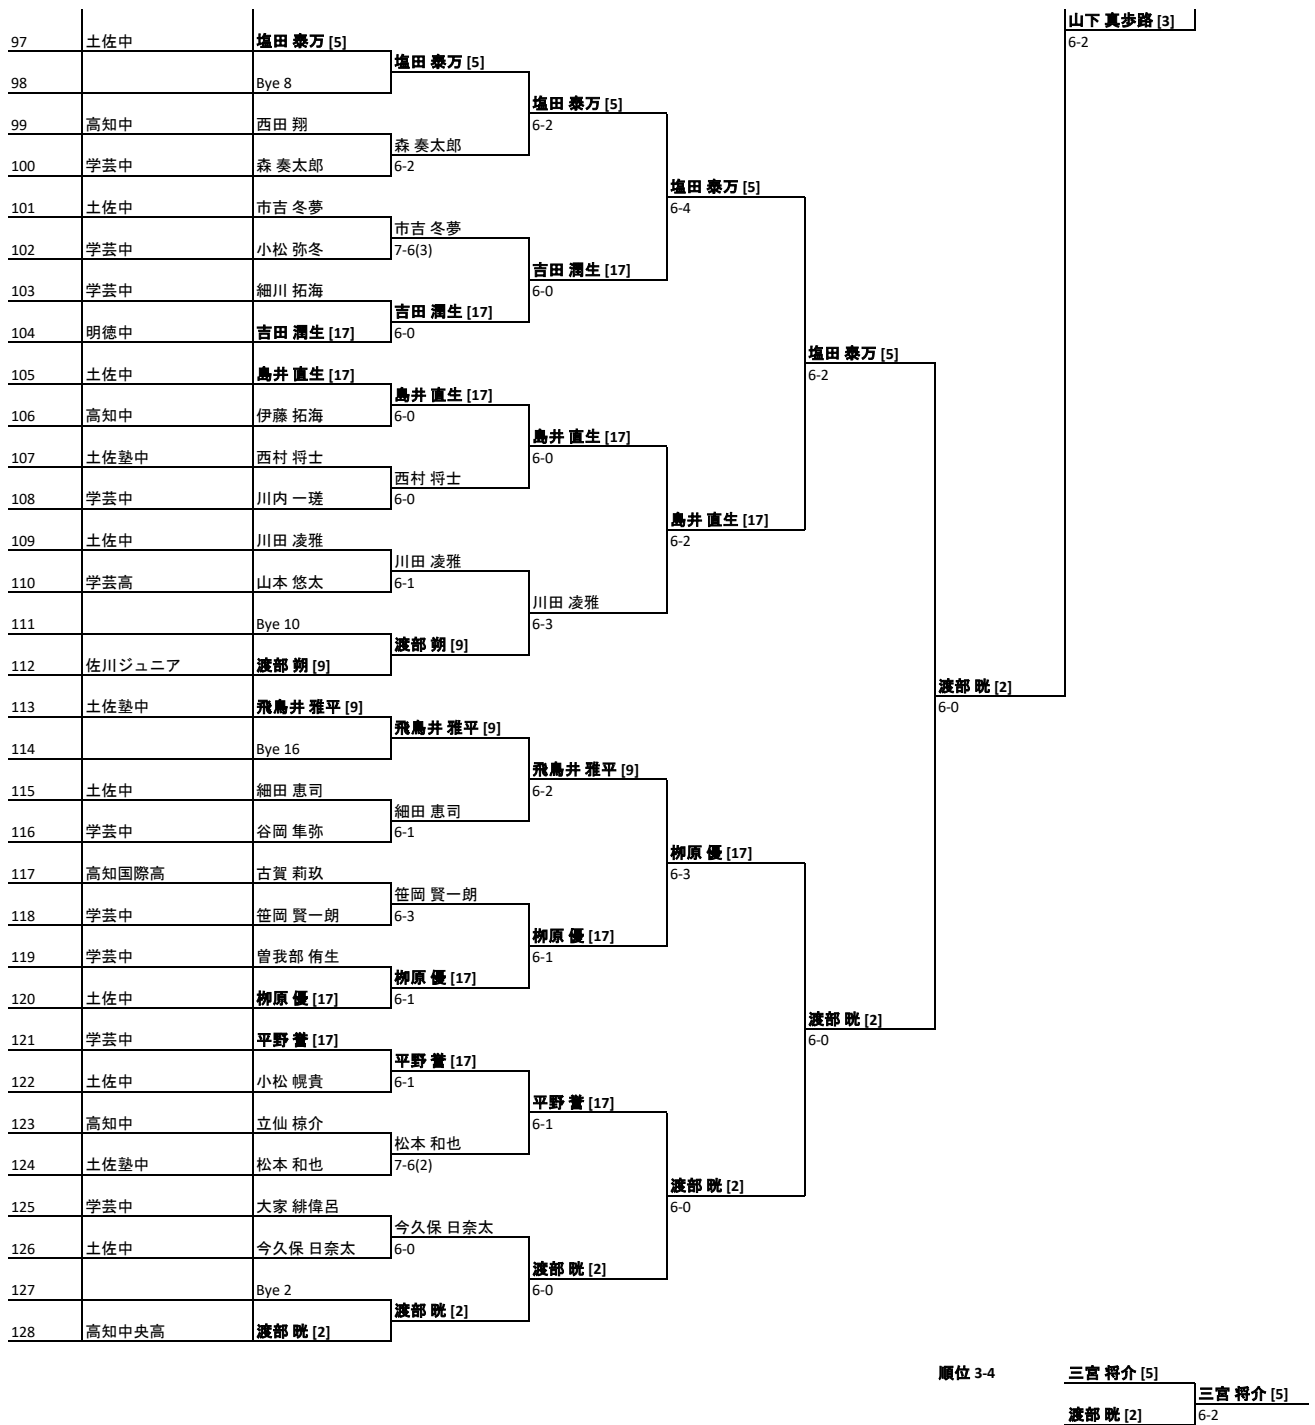 山下 真歩路 [3]
97 土佐中 塩田 泰万 [5] 6-2
塩田 泰万 [5]
98 Bye 8
塩田 泰万 [5]
99 高知中 西田 翔 6-2
森 奏太郎
100 学芸中 森 奏太郎 6-2
塩田 泰万 [5]
101 土佐中 市吉 冬夢 6-4
市吉 冬夢
102 学芸中 小松 弥冬 7-6(3)
吉田 潤生 [17]
103 学芸中 細川 拓海 6-0
吉田 潤生 [17]
104 明徳中 吉田 潤生 [17] 6-0
塩田 泰万 [5]
105 土佐中 島井 直生 [17] 6-2
島井 直生 [17]
106 高知中 伊藤 拓海 6-0
島井 直生 [17]
107 土佐塾中 西村 将士 6-0
西村 将士
108 学芸中 川内 一瑳 6-0
島井 直生 [17]
109 土佐中 川田 凌雅 6-2
川田 凌雅
110 学芸高 山本 悠太 6-1
川田 凌雅
111 Bye 10 6-3
渡部 朔 [9]
112 佐川ジュニア 渡部 朔 [9]
渡部 晄 [2]
113 土佐塾中 飛鳥井 雅平 [9] 6-0
飛鳥井 雅平 [9]
114 Bye 16
飛鳥井 雅平 [9]
115 土佐中 細田 恵司 6-2
細田 恵司
116 学芸中 谷岡 隼弥 6-1
栁原 優 [17]
117 高知国際高 古賀 莉玖 6-3
笹岡 賢一朗
118 学芸中 笹岡 賢一朗 6-3
栁原 優 [17]
119 学芸中 曽我部 侑生 6-1
栁原 優 [17]
120 土佐中 栁原 優 [17] 6-1
渡部 晄 [2]
121 学芸中 平野 誉 [17] 6-0
平野 誉 [17]
122 土佐中 小松 幌貴 6-1
平野 誉 [17]
123 高知中 立仙 椋介 6-1
松本 和也
124 土佐塾中 松本 和也 7-6(2)
渡部 晄 [2]
125 学芸中 大家 緋偉呂 6-0
今久保 日奈太
126 土佐中 今久保 日奈太 6-0
渡部 晄 [2]
127 Bye 2 6-0
渡部 晄 [2]
128 高知中央高 渡部 晄 [2]
順位 3-4 三宮 将介 [5]
三宮 将介 [5]
渡部 晄 [2] 6-2